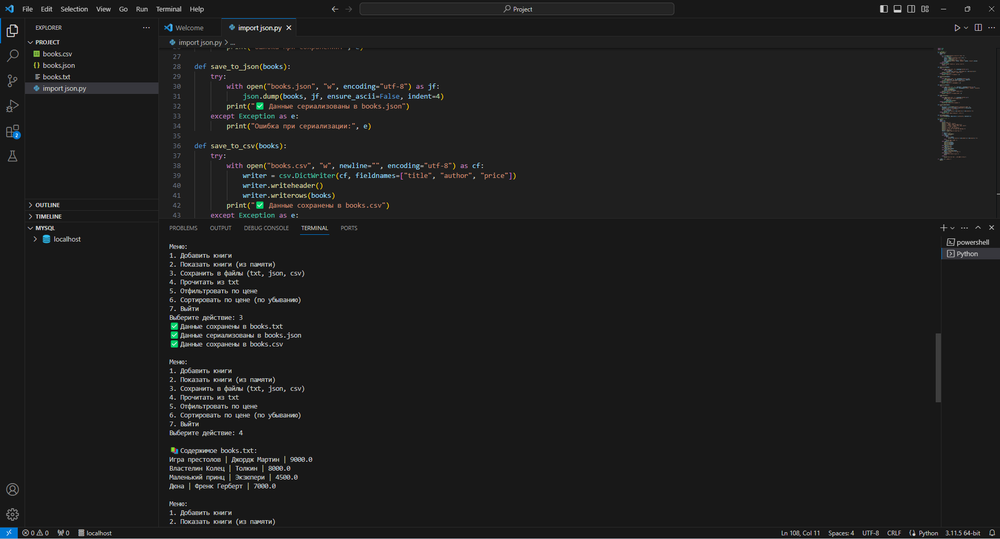 File Edit Selection View Go Run Terminal Help
Project
EXPLORER
PROJECT
books.csv
books.json
books.txt
import json.py
OUTLINE
TIMELINE
MYSQL
localhost
2
Welcome
import json.py
import json.py > ...
27
28 def save_to_json(books):
29 try:
30 with open("books.json", "w", encoding="utf-8") as jf:
31 json.dump(books, jf, ensure_ascii=False, indent=4)
32 print("✅ Данные сериализованы в books.json")
33 except Exception as e:
34 print("Ошибка при сериализации:", e)
35
36 def save_to_csv(books):
37 try:
38 with open("books.csv", "w", newline="", encoding="utf-8") as cf:
39 writer = csv.DictWriter(cf, fieldnames=["title", "author", "price"])
40 writer.writeheader()
41 writer.writerows(books)
42 print("✅ Данные сохранены в books.csv")
43 except Exception as e:
PROBLEMS OUTPUT DEBUG CONSOLE TERMINAL PORTS
powershell
Python
Меню:
1. Добавить книги
2. Показать книги (из памяти)
3. Сохранить в файлы (txt, json, csv)
4. Прочитать из txt
5. Отфильтровать по цене
6. Сортировать по цене (по убыванию)
7. Выйти
Выберите действие: 3
✅ Данные сохранены в books.txt
✅ Данные сериализованы в books.json
✅ Данные сохранены в books.csv
Меню:
1. Добавить книги
2. Показать книги (из памяти)
3. Сохранить в файлы (txt, json, csv)
4. Прочитать из txt
5. Отфильтровать по цене
6. Сортировать по цене (по убыванию)
7. Выйти
Выберите действие: 4
📚 Содержимое books.txt:
Игра престолов | Джордж Мартин | 9000.0
Властелин Колец | Толкин | 8000.0
Маленький принц | Экзюпери | 4500.0
Дюна | Френк Герберт | 7000.0
Меню:
1. Добавить книги
2. Показать книги (из памяти)
0 0 0 localhost
Ln 108, Col 11 Spaces: 4 UTF-8 CRLF Python 3.11.5 64-bit